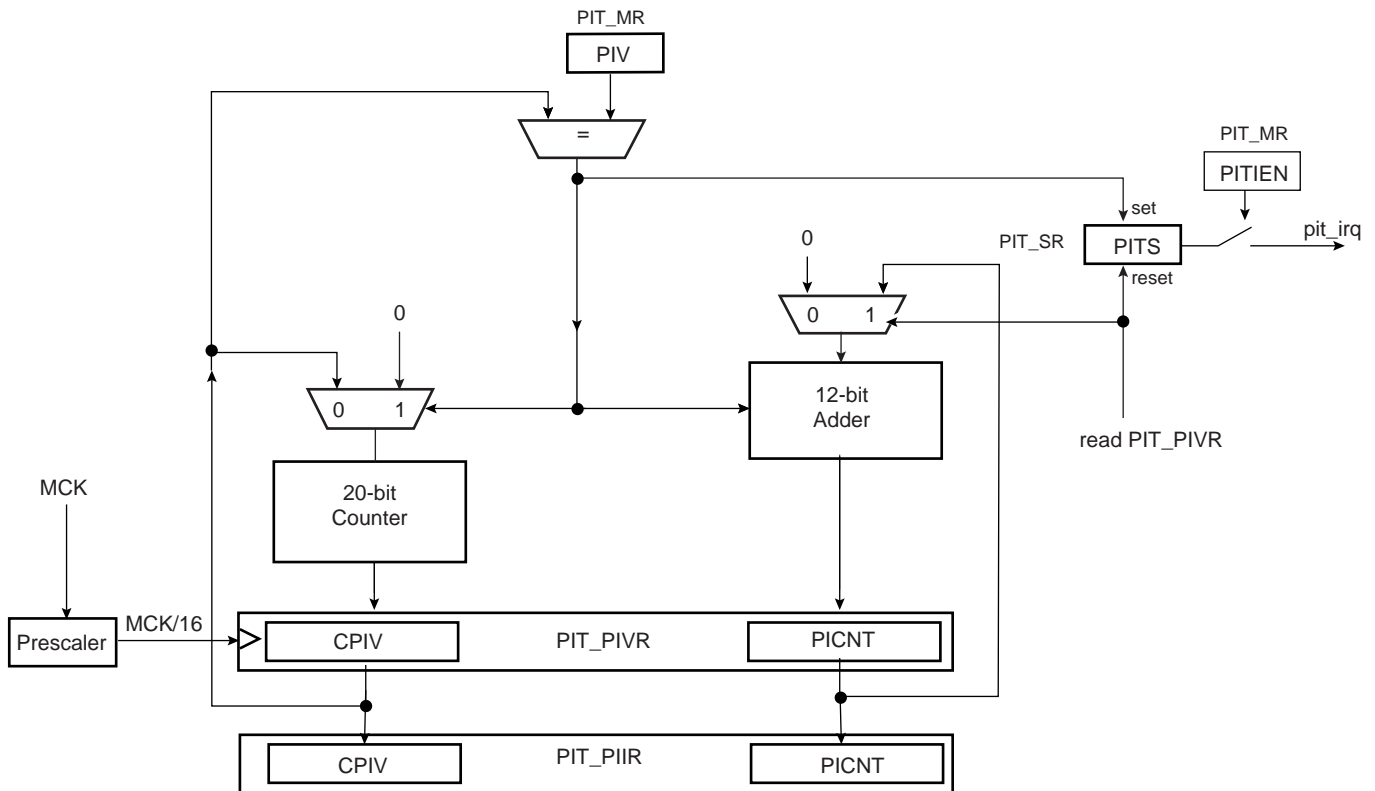 PIT_MR
PIV
=
PIT_MR
PITIEN
set
0
PIT_SR
PITS
pit_irq
reset
0
0 1
0 1
12-bit
Adder
read PIT_PIVR
MCK
20-bit
Counter
MCK/16
Prescaler
CPIV
PIT_PIVR
PICNT
CPIV
PIT_PIIR
PICNT